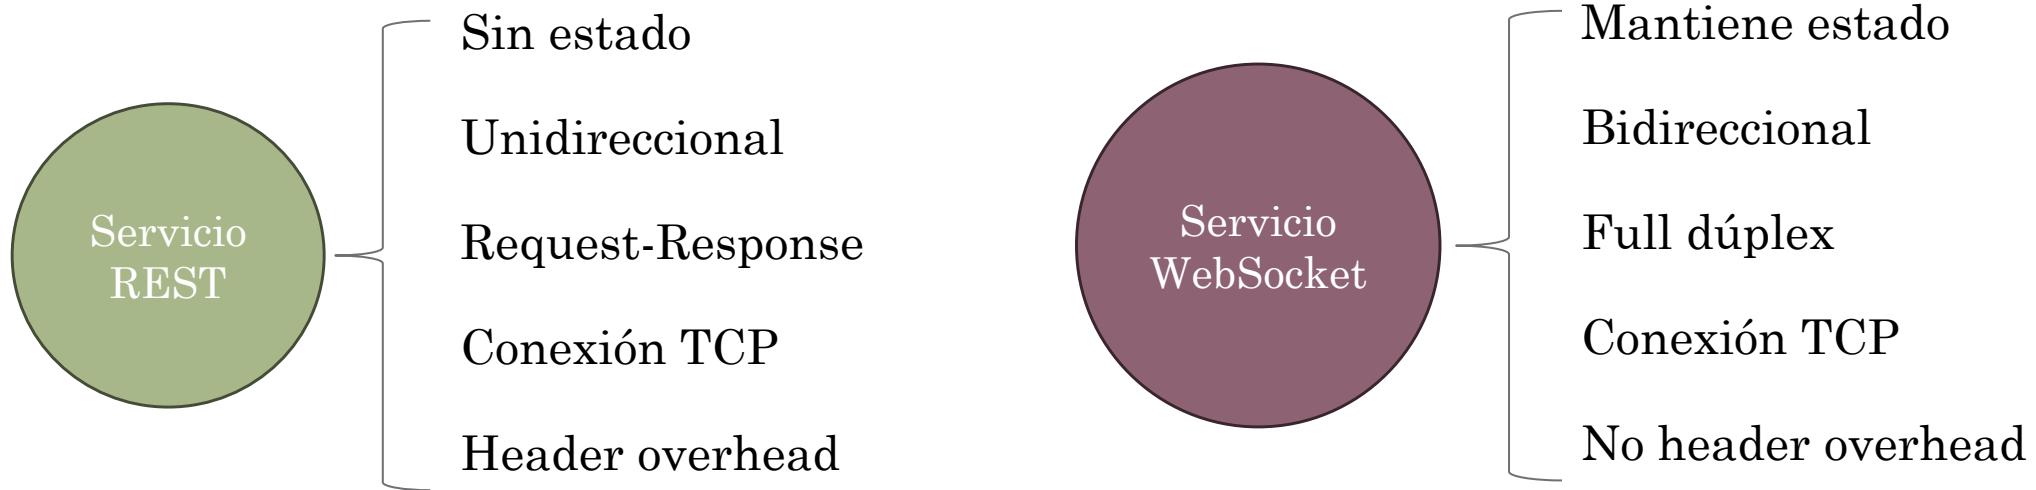 Servicio
REST
Sin estado
Unidireccional
Request-Response
Conexión TCP
Header overhead
Servicio
WebSocket
Mantiene estado
Bidireccional
Full dúplex
Conexión TCP
No header overhead